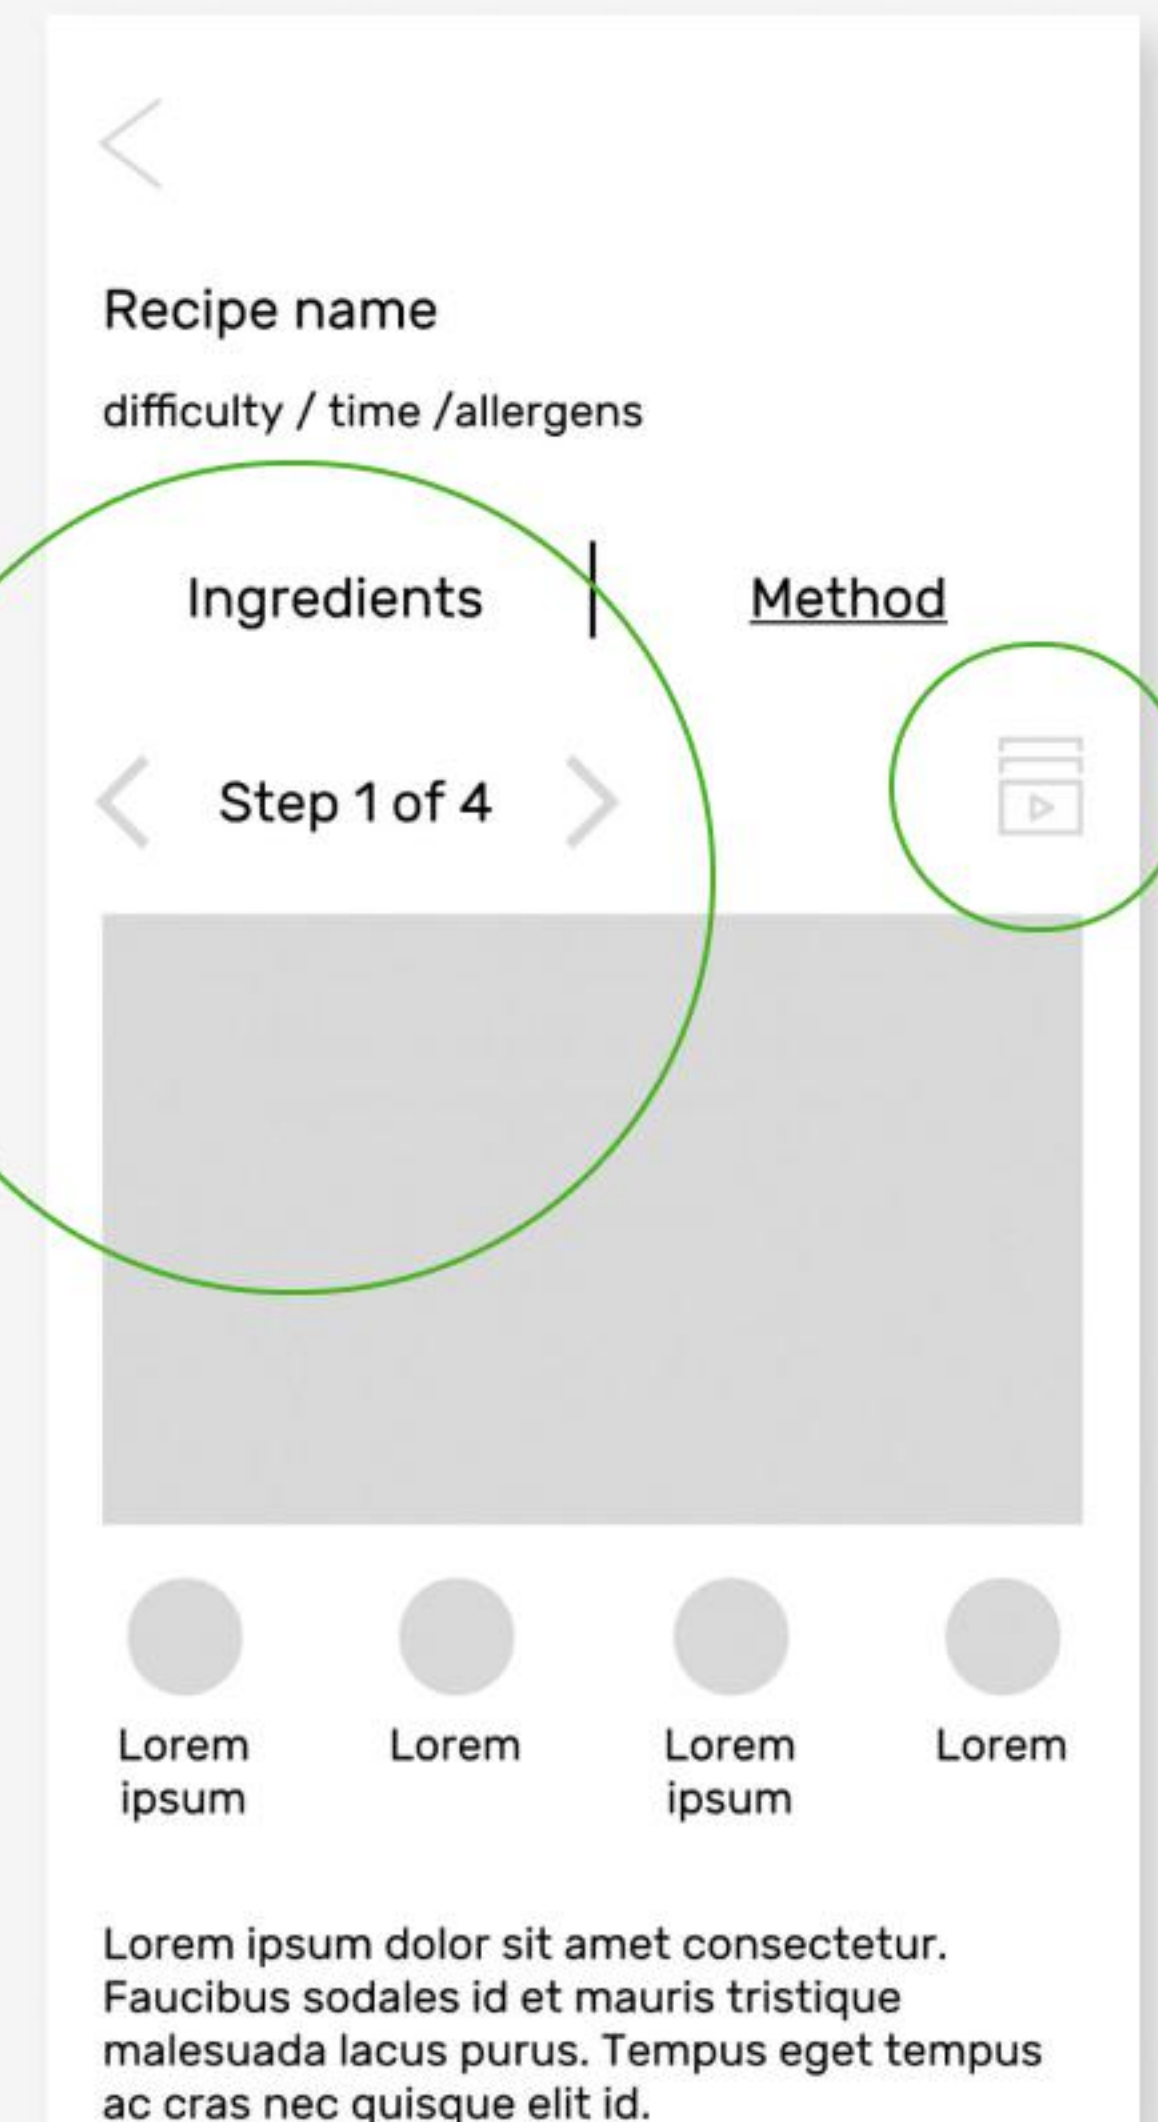 Recipe name
difficulty / time /allergens
Ingredients | Method
Step 1 of 4
Lorem ipsum
Lorem
Lorem ipsum
Lorem
Lorem ipsum dolor sit amet consectetur.
Faucibus sodales id et mauris tristique
malesuada lacus purus. Tempus eget tempus
ac cras nec quisque elit id.